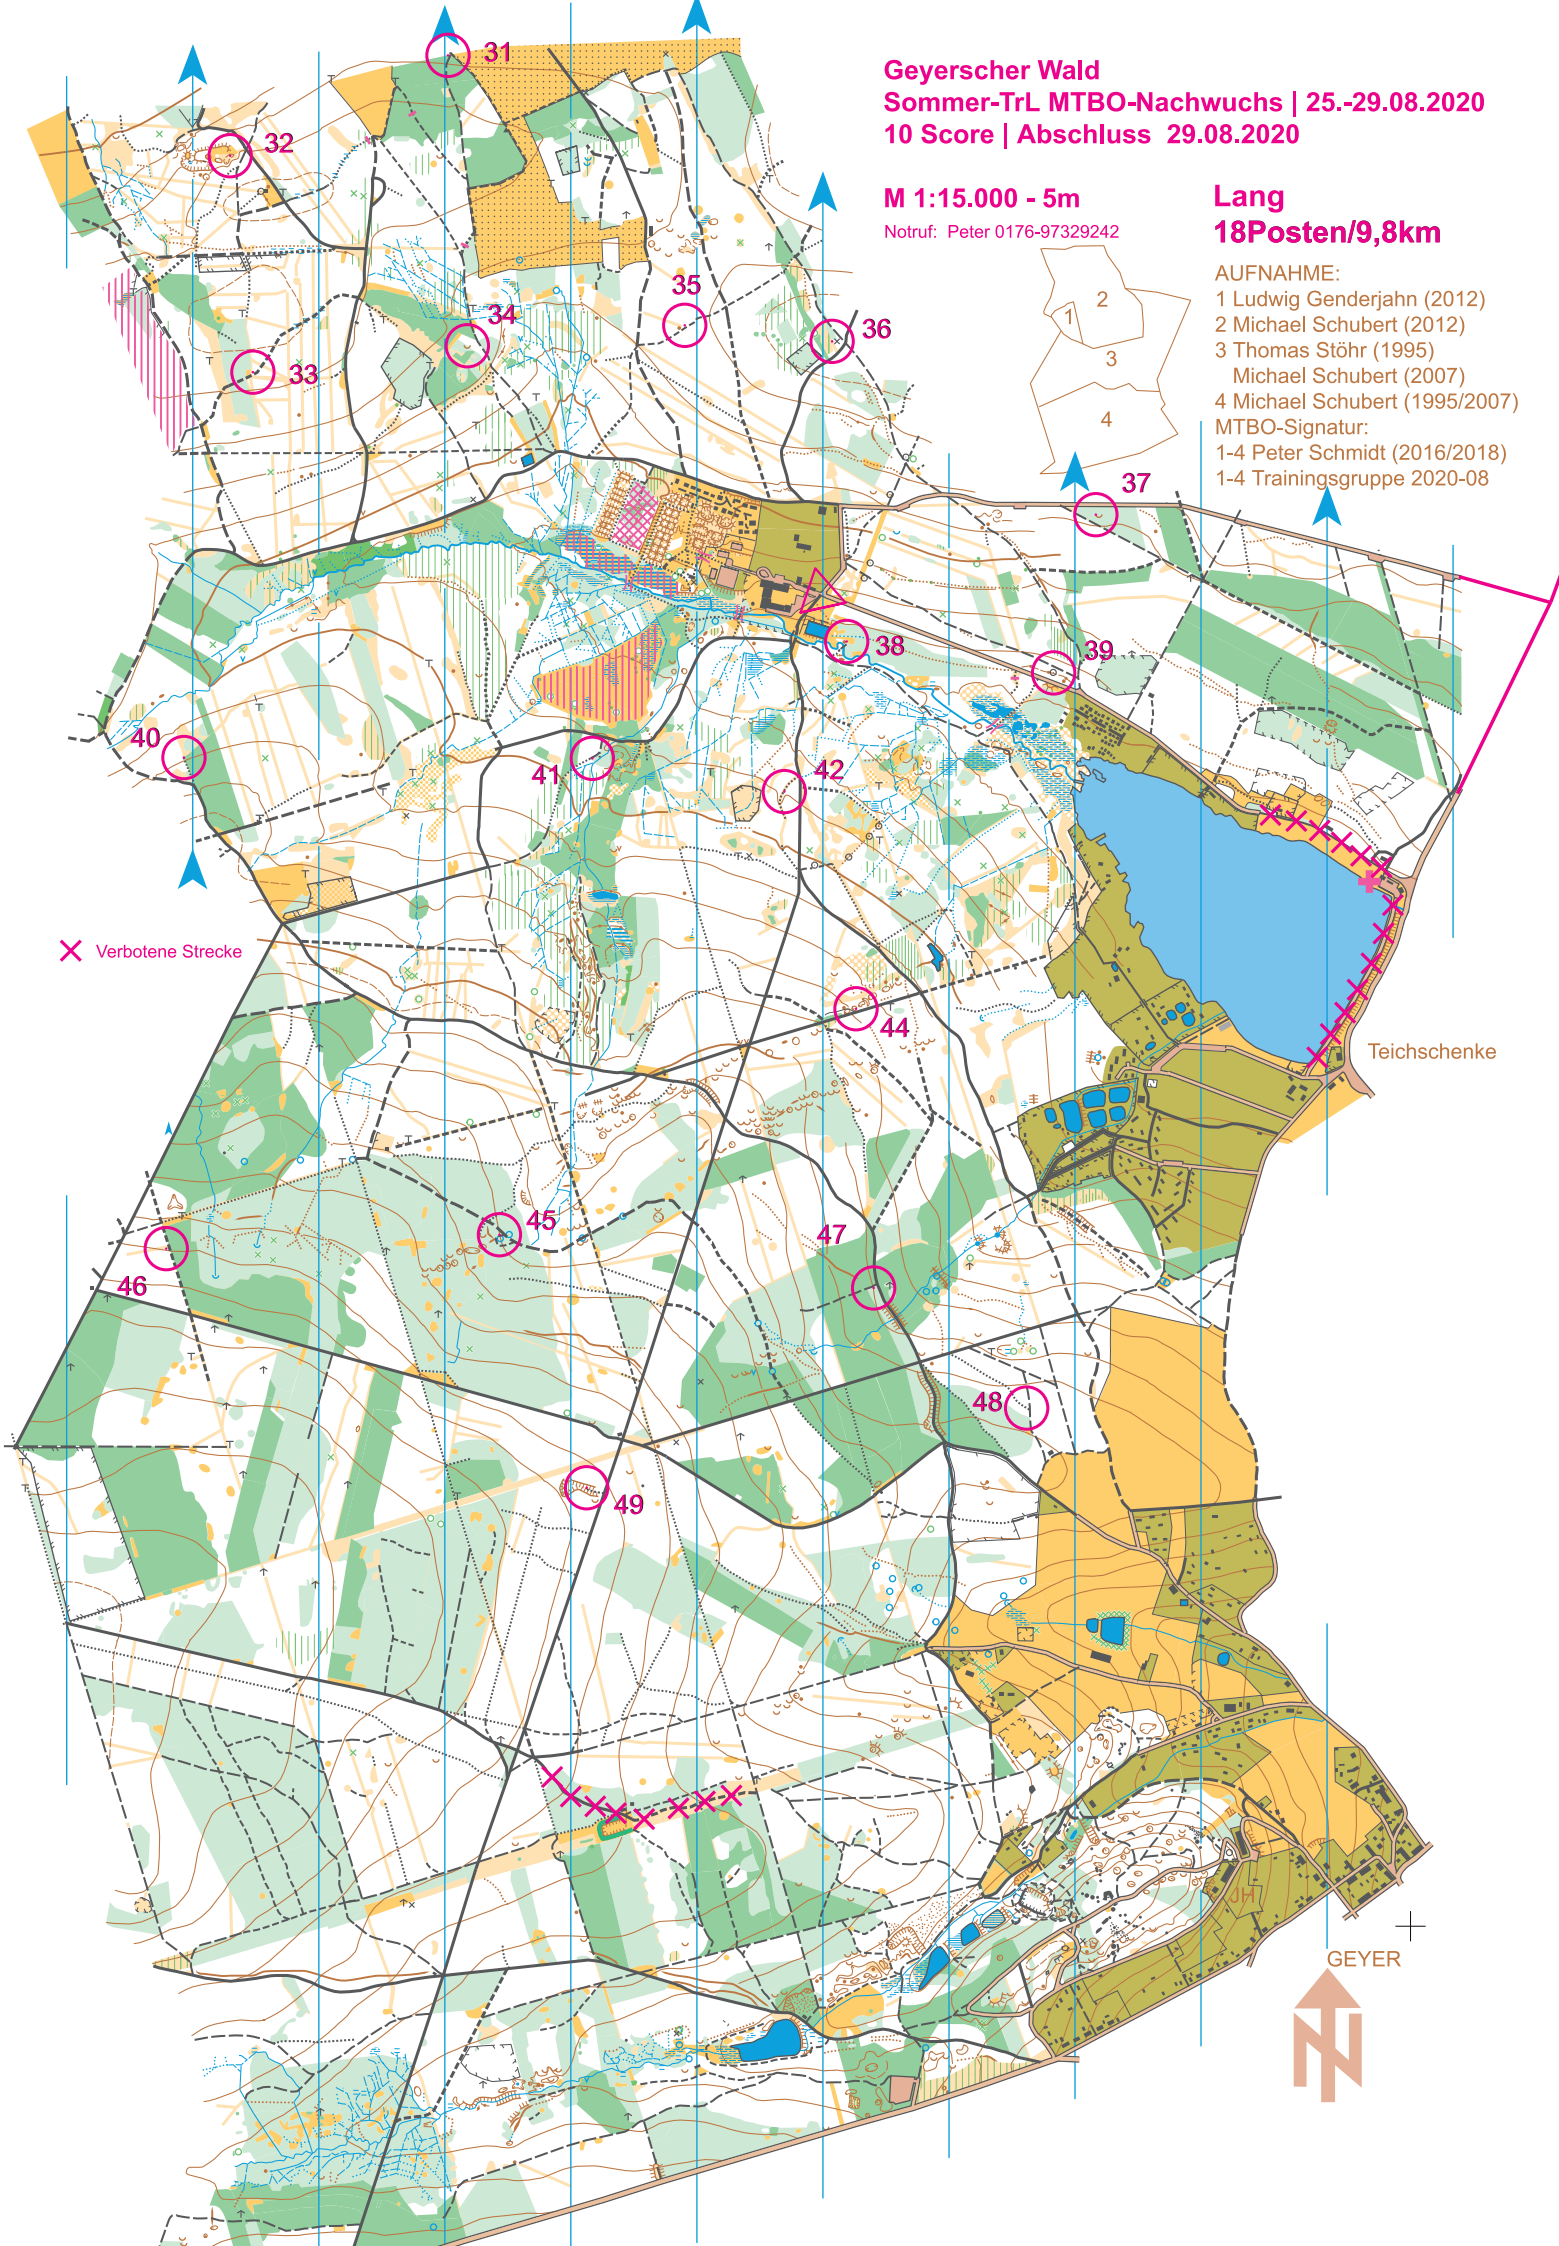 Geyerscher Wald
Sommer-TrL MTBO-Nachwuchs | 25.-29.08.2020
10 Score | Abschluss 29.08.2020
M 1:15.000 - 5m
Notruf: Peter 0176-97329242
Lang
18Posten/9,8km
AUFNAHME:
1 Ludwig Genderjahn (2012)
2 Michael Schubert (2012)
3 Thomas Stöhr (1995)
Michael Schubert (2007)
4 Michael Schubert (1995/2007)
MTBO-Signatur:
1-4 Peter Schmidt (2016/2018)
1-4 Trainingsgruppe 2020-08
2
1
3
4
31
32
35
34
36
33
37
38
39
40
41
42
Verbotene Strecke
44
Teichschenke
45
47
46
48
49
JH
GEYER